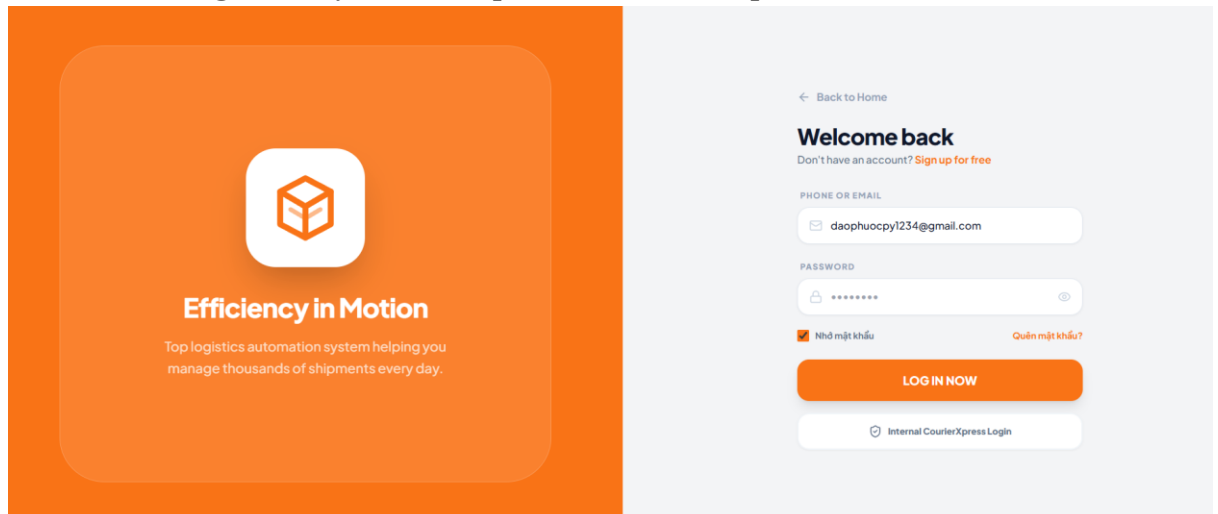 Efficiency in Motion
Top logistics automation system helping you
manage thousands of shipments every day.
Back to Home
Welcome back
Don't have an account? Sign up for free
PHONE OR EMAIL
daophuocpy1234@gmail.com
PASSWORD
Nhớ mật khẩu
Quên mật khẩu?
LOG IN NOW
Internal CourierXpress Login